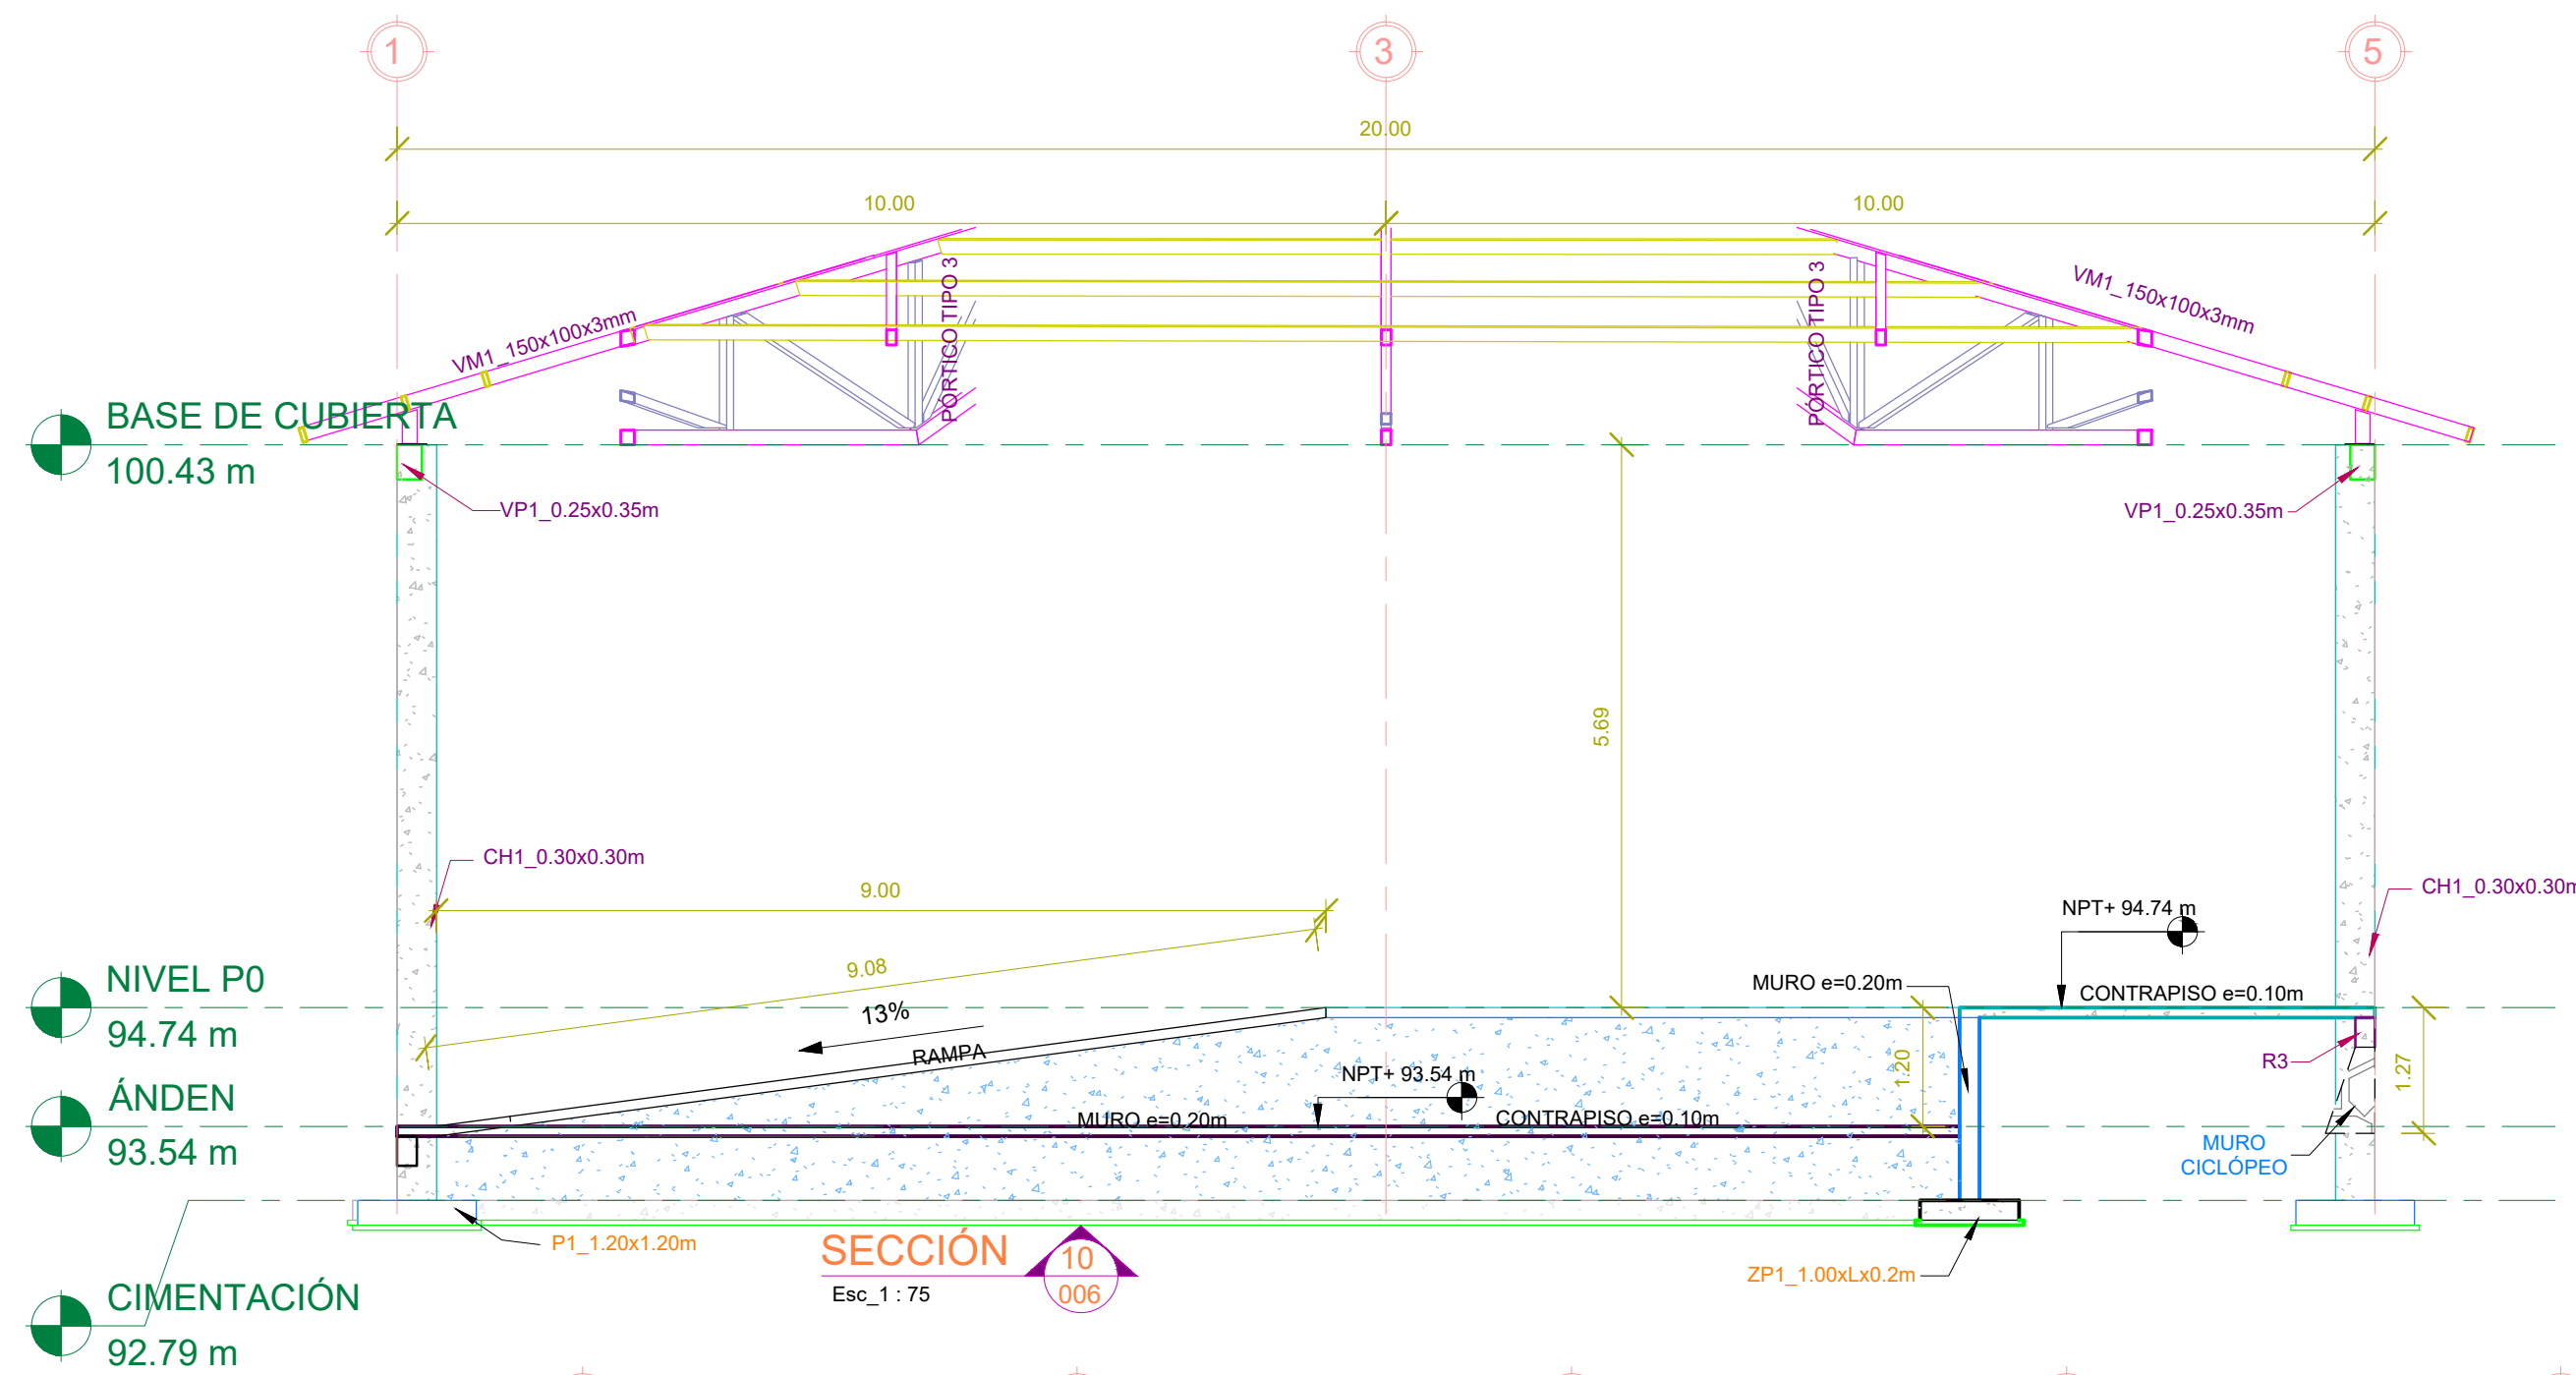 1
3
5
20.00
10.00
10.00
PÓRTICO TIPO 3
PÓRTICO TIPO 3
VM1_150x100x3mm
VM1_150x100x3mm
BASE DE CUBIERTA
100.43 m
VP1_0.25x0.35m
VP1_0.25x0.35m
5.69
CH1_0.30x0.30m
CH1_0.30x0.30m
9.00
NPT+ 94.74 m
9.08
NIVEL P0
94.74 m
MURO e=0.20m
CONTRAPISO e=0.10m
13%
RAMPA
NPT+ 93.54 m
1.20
R3
1.27
ÁNDEN
93.54 m
MURO e=0.20m
CONTRAPISO e=0.10m
MURO
CICLÓPEO
P1_1.20x1.20m
SECCIÓN
10
006
Esc_1 : 75
ZP1_1.00xLx0.2m
CIMENTACIÓN
92.79 m